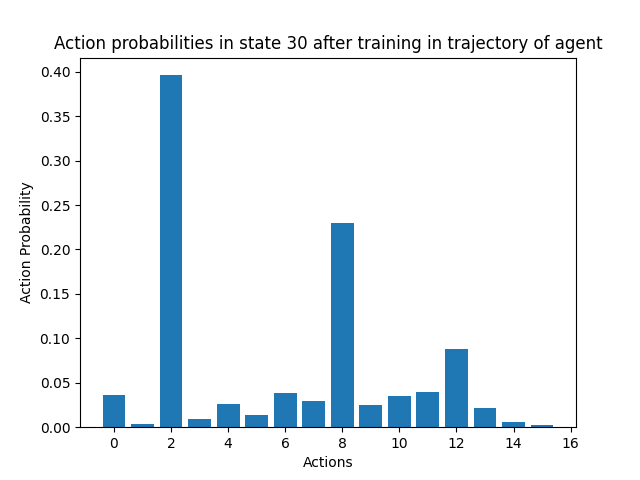 Action probabilities in state 30 after training in trajectory of agent
0.40
0.35
0.30
0.25
0.20
0.15
0.10
0.05
0.00
Action Probability
0 2 4 6 8 10 12 14 16
Actions